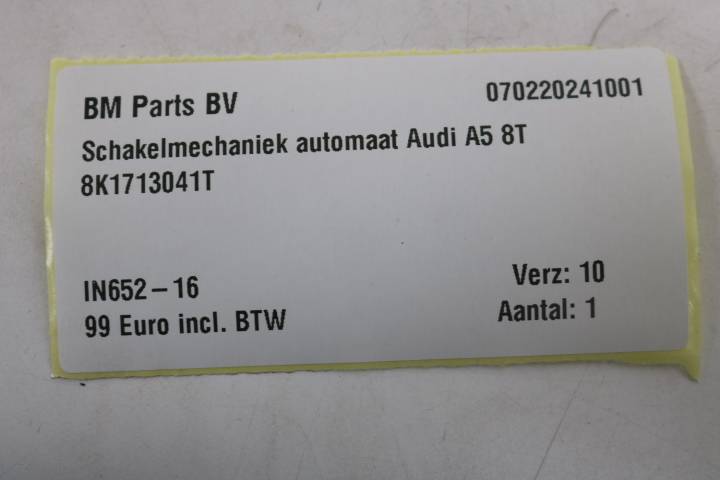 BM Parts BV
070220241001
Schakelmechaniek automaat Audi A5 8T
8K1713041T
IN652-16
Verz: 10
99 Euro incl. BTW
Aantal: 1